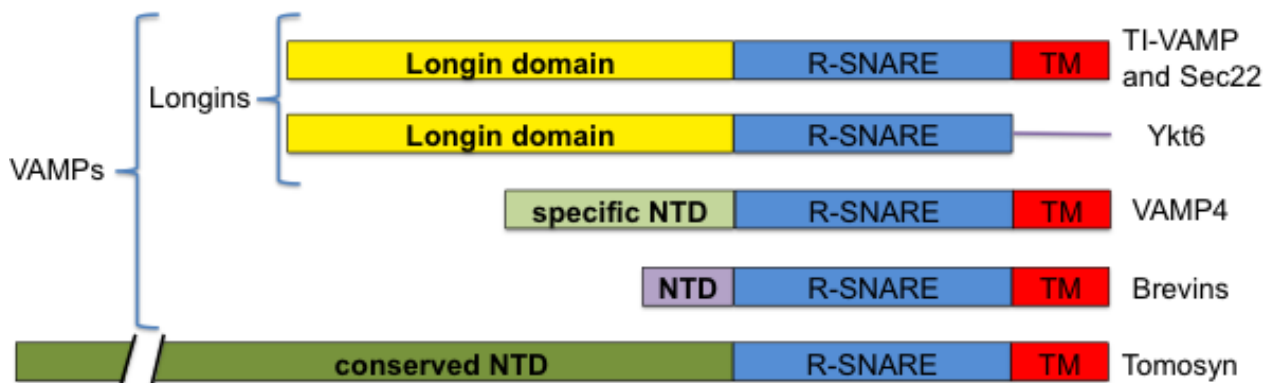 Longin domain R-SNARE TM TI-VAMP
and Sec22
Longins
Longin domain R-SNARE Ykt6
VAMPs
specific NTD R-SNARE TM VAMP4
NTD R-SNARE TM Brevins
conserved NTD R-SNARE TM Tomosyn